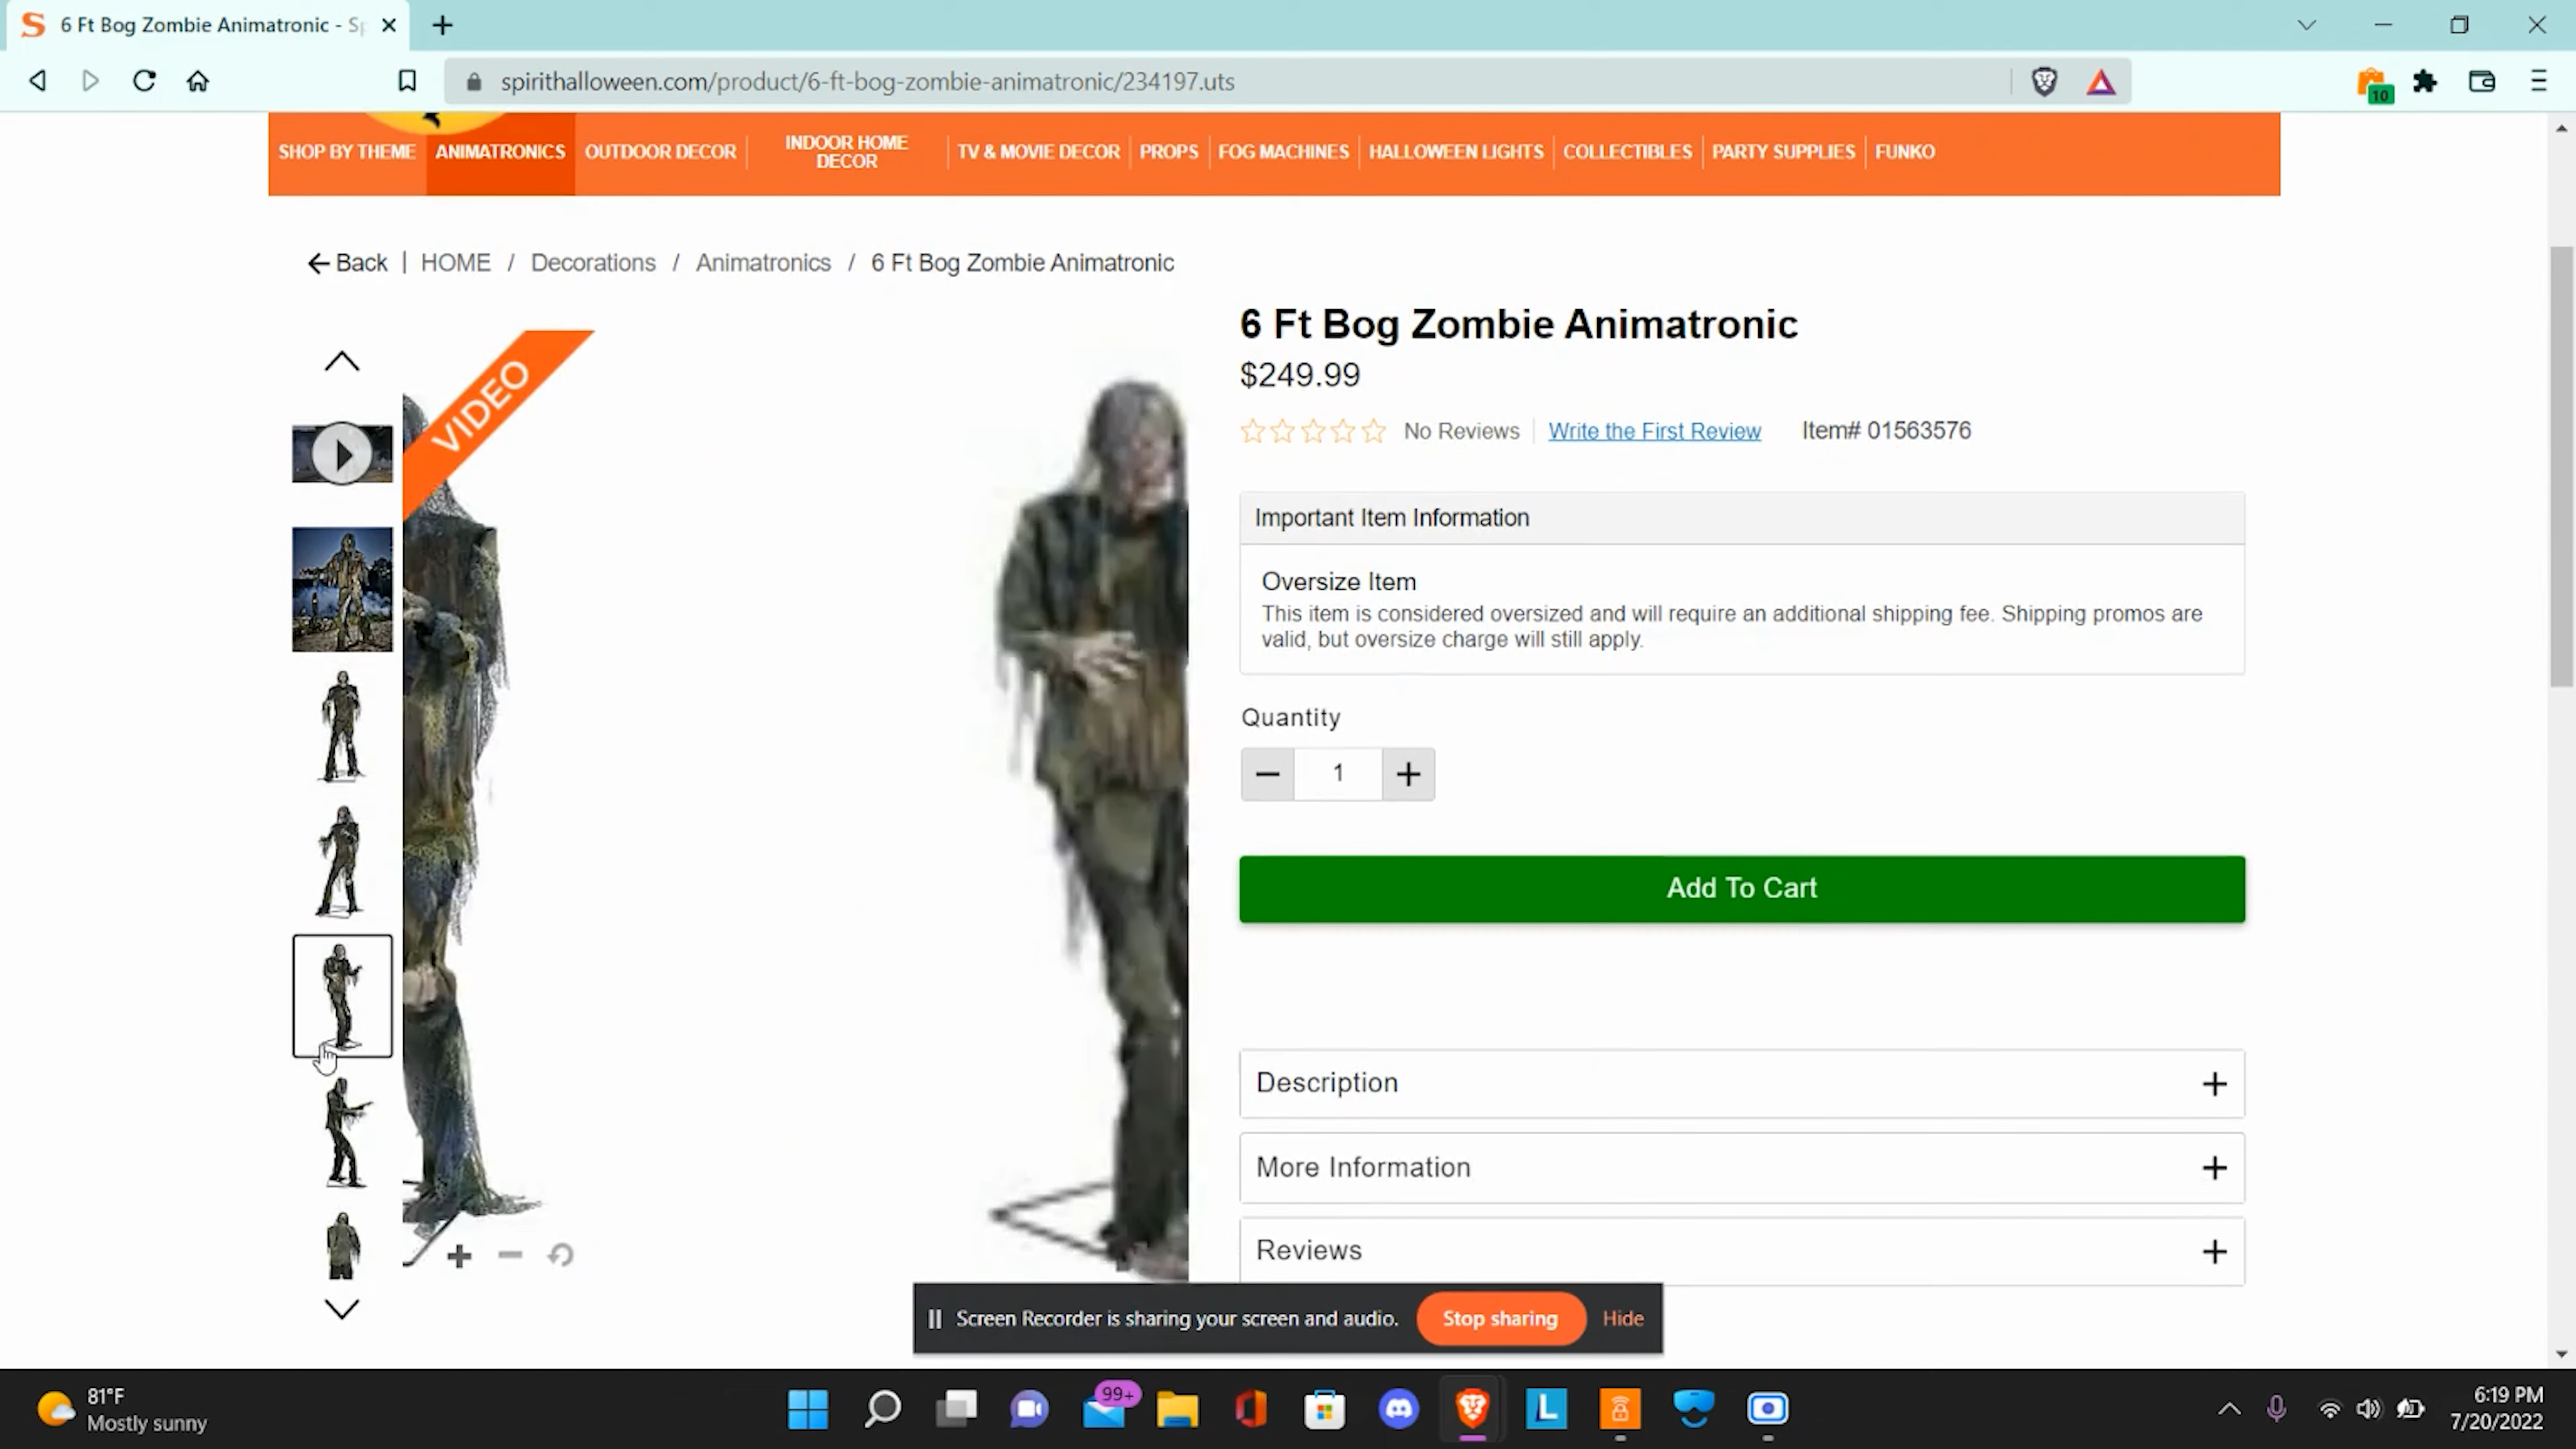 S 6 Ft Bog Zombie Animatronic - Sp
spirithalloween.com/product/6-ft-bog-zombie-animatronic/234197.uts
10
SHOP BY THEME ANIMATRONICS OUTDOOR DECOR INDOOR HOME DECOR TV & MOVIE DECOR PROPS FOG MACHINES HALLOWEEN LIGHTS COLLECTIBLES PARTY SUPPLIES FUNKO
Back | HOME / Decorations / Animatronics / 6 Ft Bog Zombie Animatronic
VIDEO
6 Ft Bog Zombie Animatronic
$249.99
No Reviews Write the First Review Item# 01563576
Important Item Information
Oversize Item
This item is considered oversized and will require an additional shipping fee. Shipping promos are
valid, but oversize charge will still apply.
Quantity
1
Add To Cart
Description
More Information
Reviews
Screen Recorder is sharing your screen and audio. Stop sharing Hide
81°F
Mostly sunny
99+
L
6:19 PM
7/20/2022